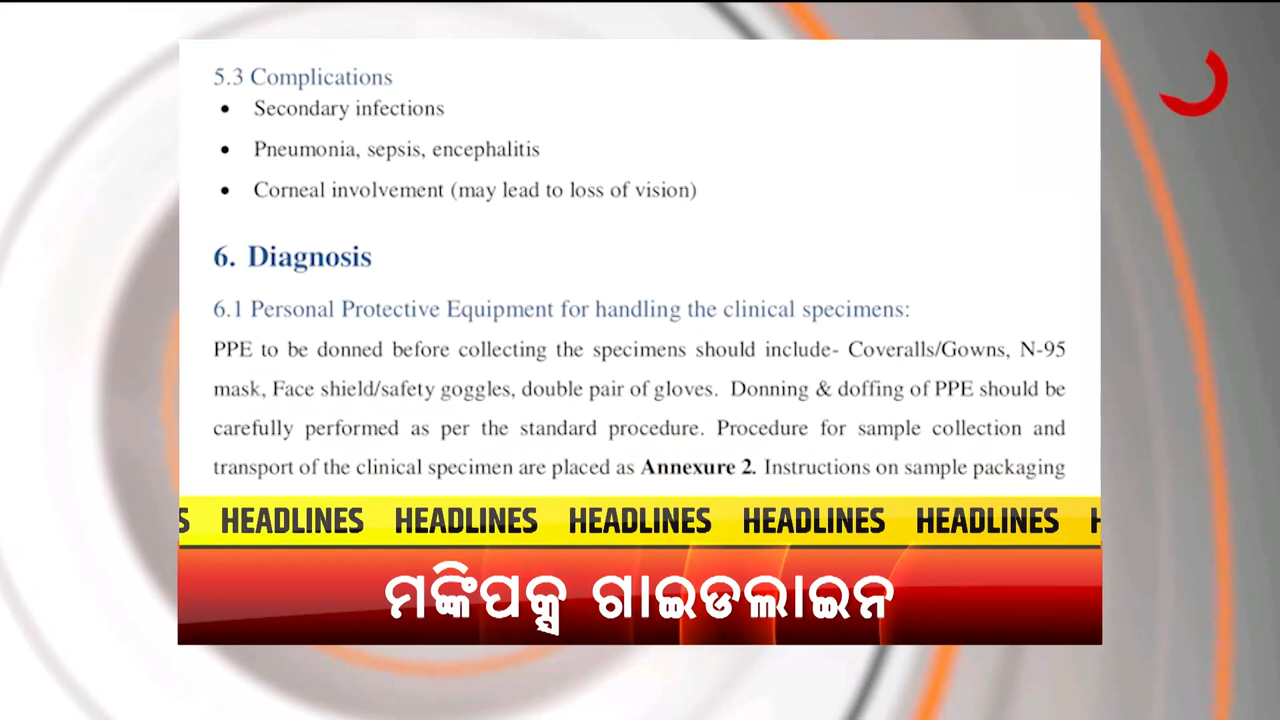 5.3 Complications
• Secondary infections
• Pneumonia, sepsis, encephalitis
• Corneal involvement (may lead to loss of vision)
6. Diagnosis
6.1 Personal Protective Equipment for handling the clinical specimens:
PPE to be donned before collecting the specimens should include- Coveralls/Gowns, N-95
mask, Face shield/safety goggles, double pair of gloves. Donning & doffing of PPE should be
carefully performed as per the standard procedure. Procedure for sample collection and
transport of the clinical specimen are placed as Annexure 2. Instructions on sample packaging
S HEADLINES HEADLINES HEADLINES HEADLINES HEADLINES H
ମଙ୍କିପକ୍ସ ଗାଇଡଲାଇନ